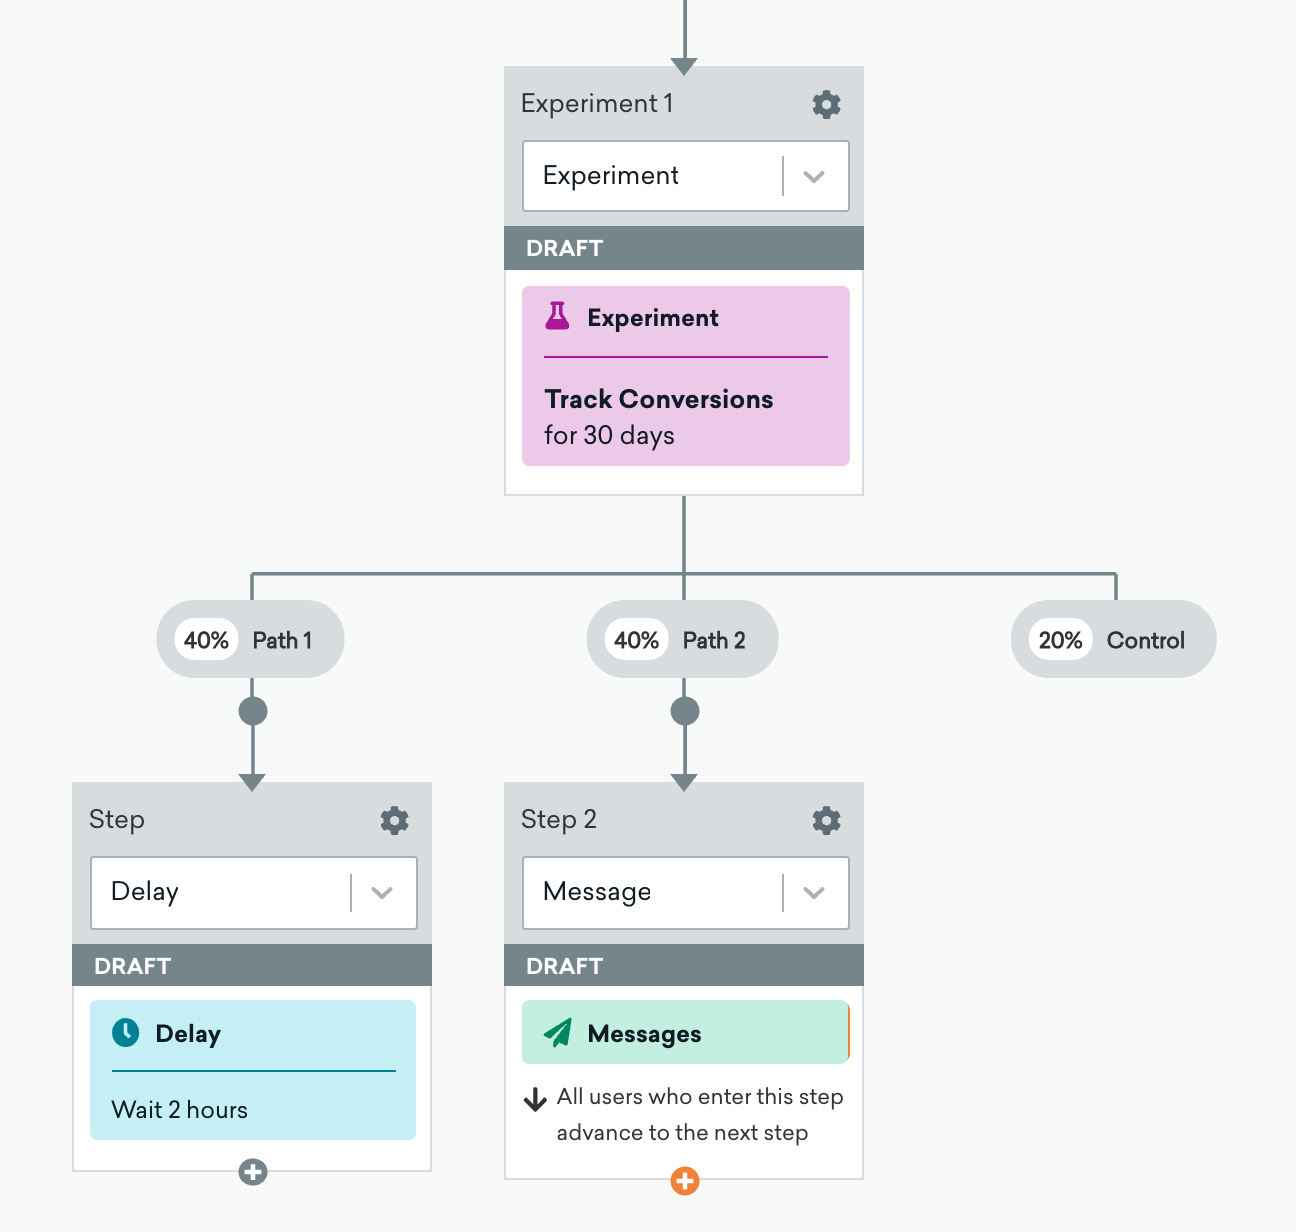 Experiment 1
Experiment
DRAFT
Experiment
Track Conversions
for 30 days
40% Path 1
40% Path 2
20% Control
Step
Delay
DRAFT
Delay
Wait 2 hours
Step 2
Message
DRAFT
Messages
All users who enter this step
advance to the next step